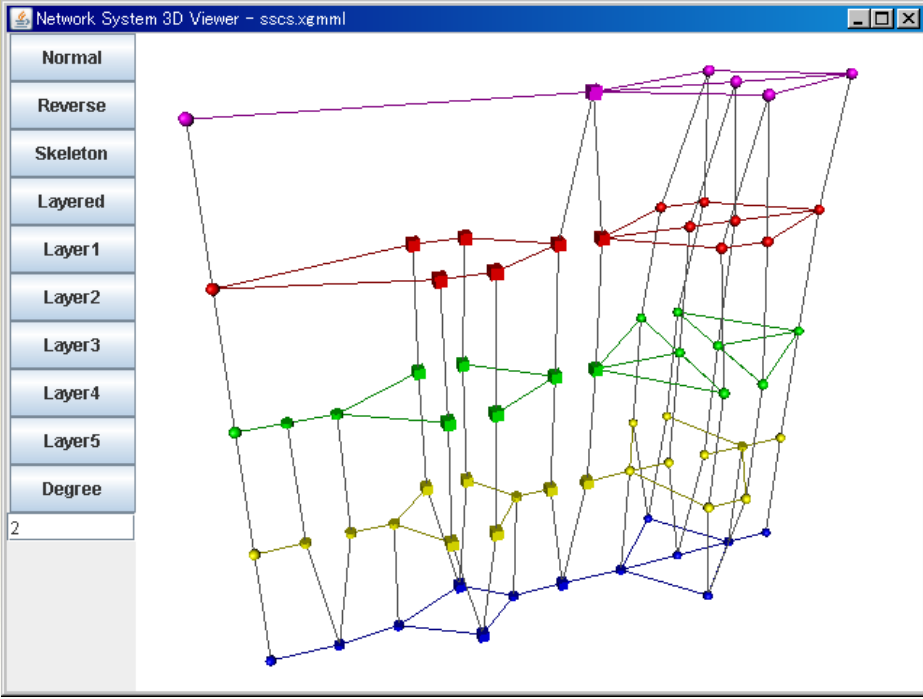 Network System 3D Viewer - sscs.xgmml
Normal
Reverse
Skeleton
Layered
Layer1
Layer2
Layer3
Layer4
Layer5
Degree
2